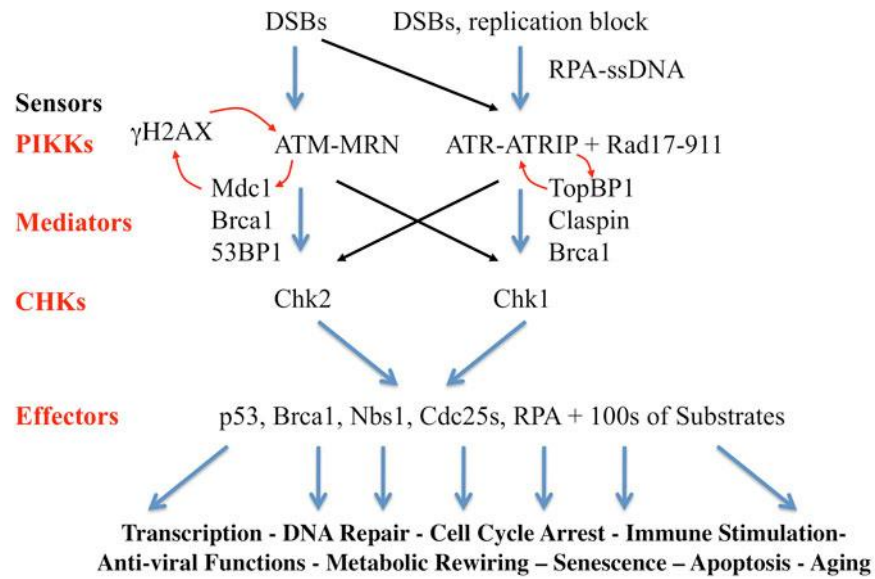 DSBs DSBs, replication block
RPA-ssDNA
Sensors
γH2AX
PIKKs ATM-MRN ATR-ATRIP + Rad17-911
Mdc1 TopBP1
Mediators Brca1 Claspin
53BP1 Brca1
CHKs Chk2 Chk1
Effectors p53, Brca1, Nbs1, Cdc25s, RPA + 100s of Substrates
Transcription - DNA Repair - Cell Cycle Arrest - Immune Stimulation-
Anti-viral Functions - Metabolic Rewiring – Senescence – Apoptosis - Aging